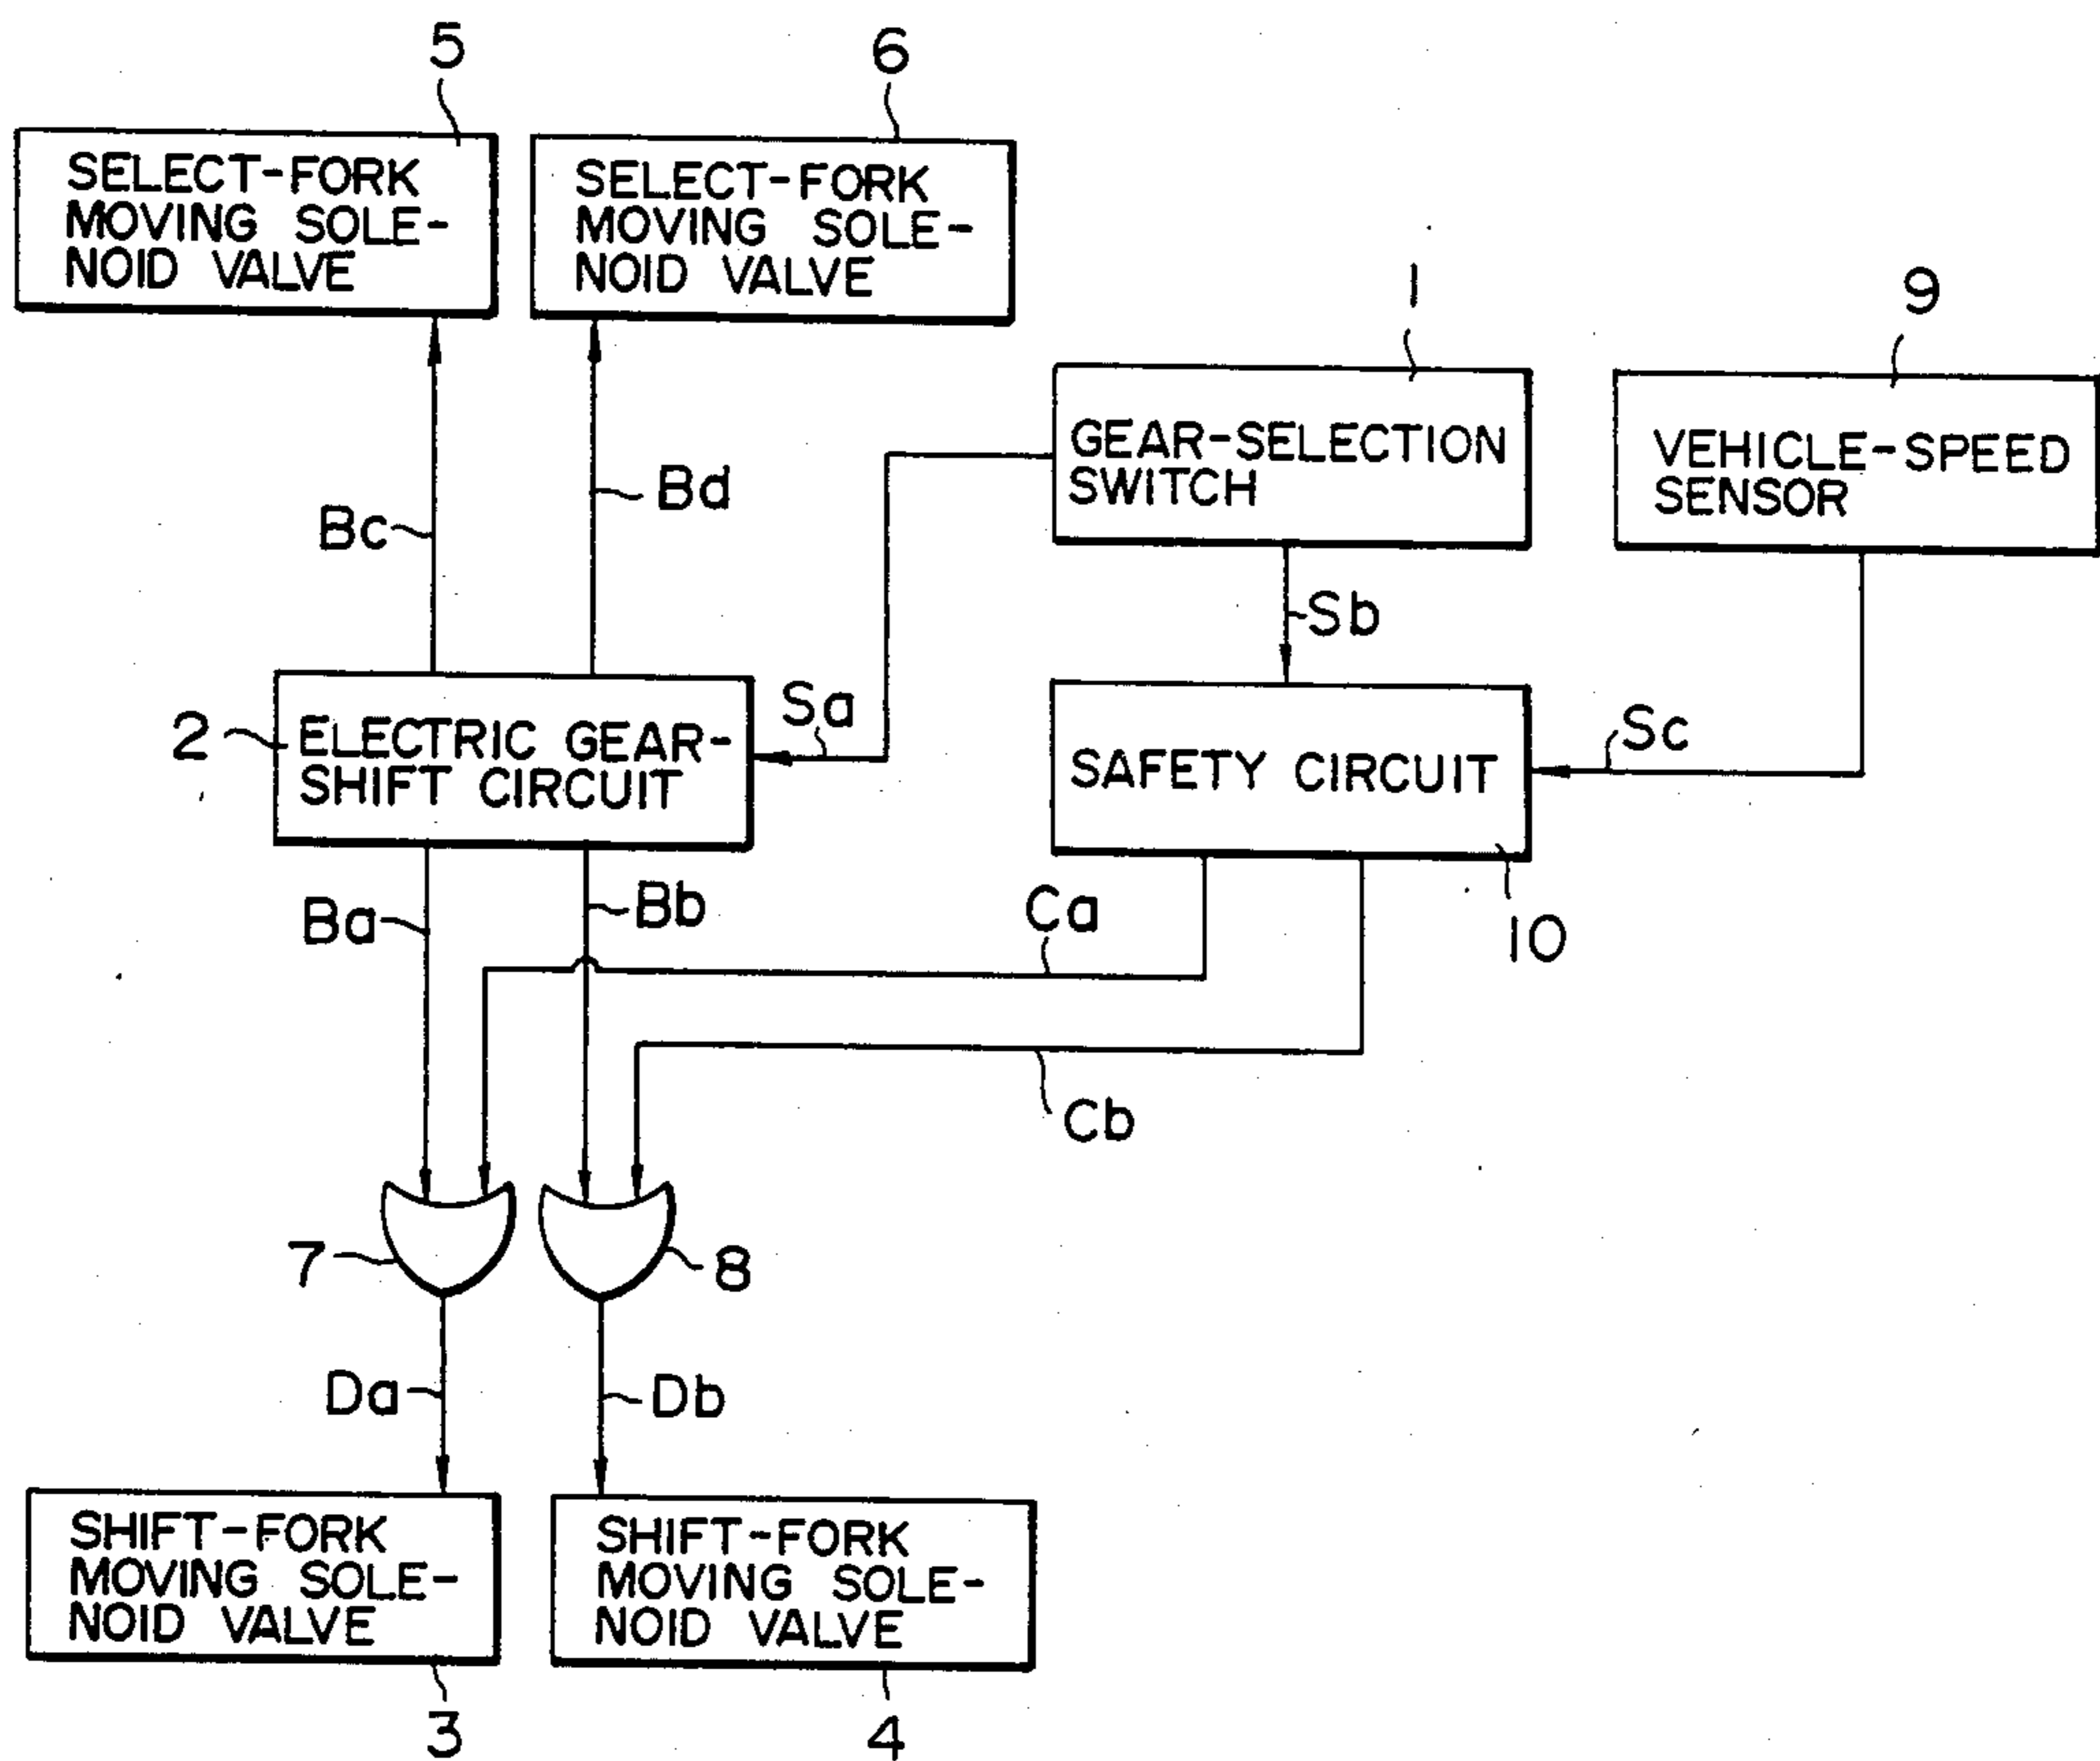 5
6
SELECT-FORK
MOVING SOLE-
NOID VALVE
SELECT-FORK
MOVING SOLE-
NOID VALVE
1
9
GEAR-SELECTION
SWITCH
VEHICLE-SPEED
SENSOR
Bc
Bd
Sb
2
ELECTRIC GEAR-
SHIFT CIRCUIT
Sa
SAFETY CIRCUIT
Sc
Ba
Bb
Ca
10
Cb
7
8
Da
Db
SHIFT-FORK
MOVING SOLE-
NOID VALVE
SHIFT-FORK
MOVING SOLE-
NOID VALVE
3
4